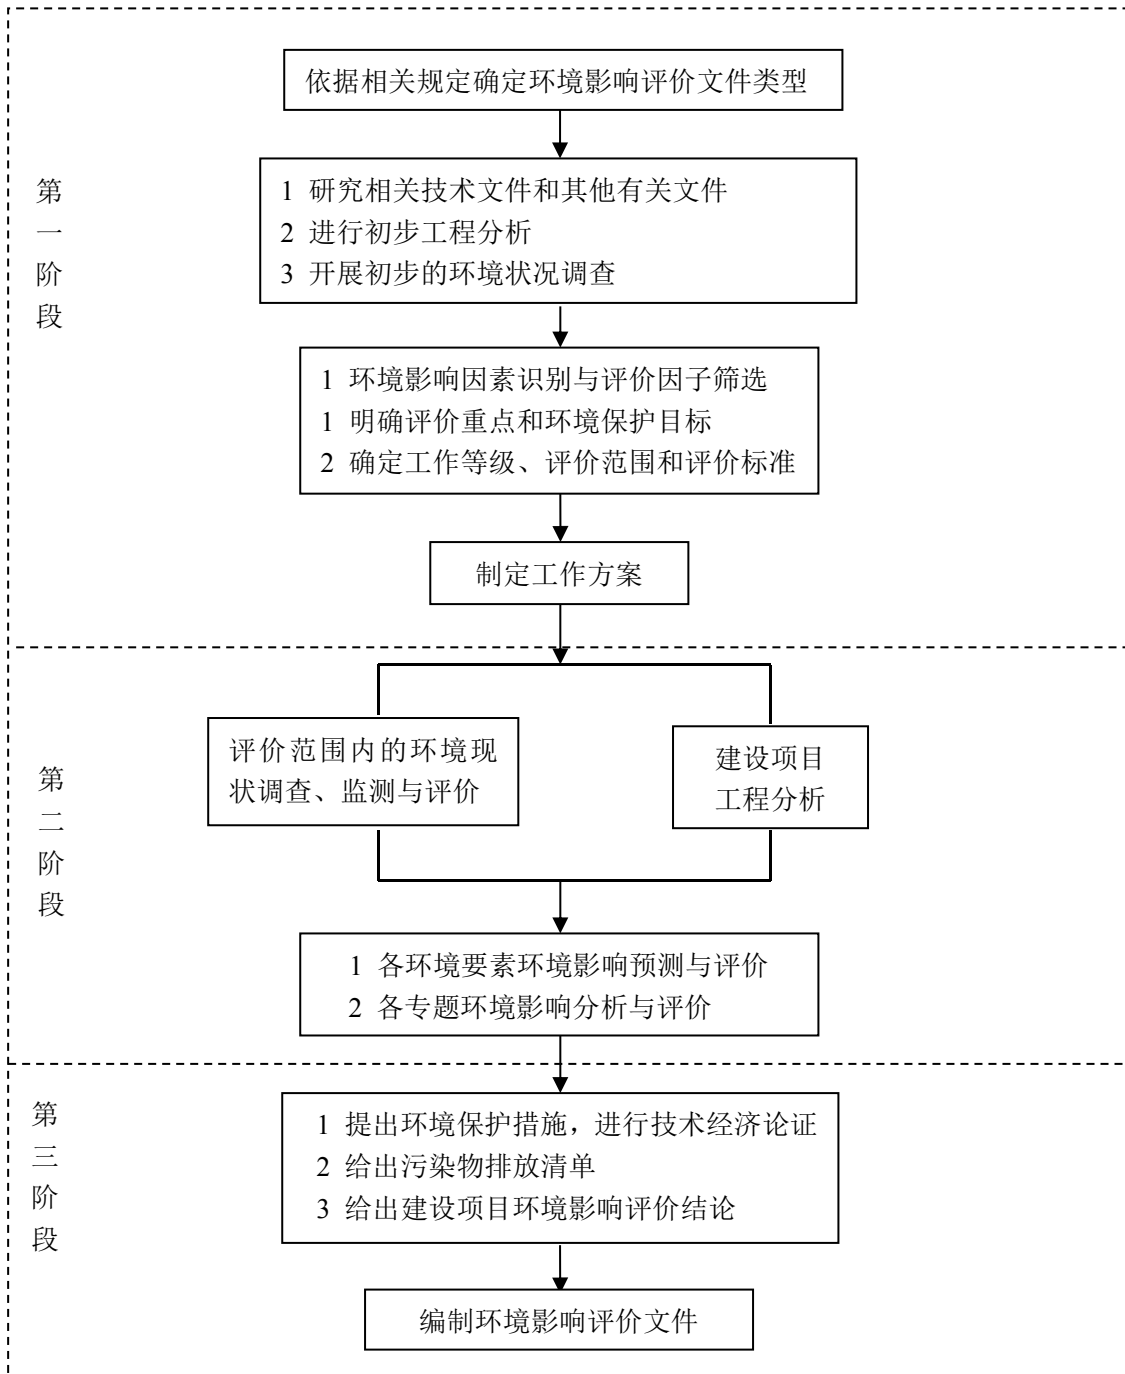 依据相关规定确定环境影响评价文件类型
第一阶段
1 研究相关技术文件和其他有关文件
2 进行初步工程分析
3 开展初步的环境状况调查
1 环境影响因素识别与评价因子筛选
1 明确评价重点和环境保护目标
2 确定工作等级、评价范围和评价标准
制定工作方案
第二阶段
评价范围内的环境现
状调查、监测与评价
建设项目
工程分析
1 各环境要素环境影响预测与评价
2 各专题环境影响分析与评价
第三阶段
1 提出环境保护措施，进行技术经济论证
2 给出污染物排放清单
3 给出建设项目环境影响评价结论
编制环境影响评价文件